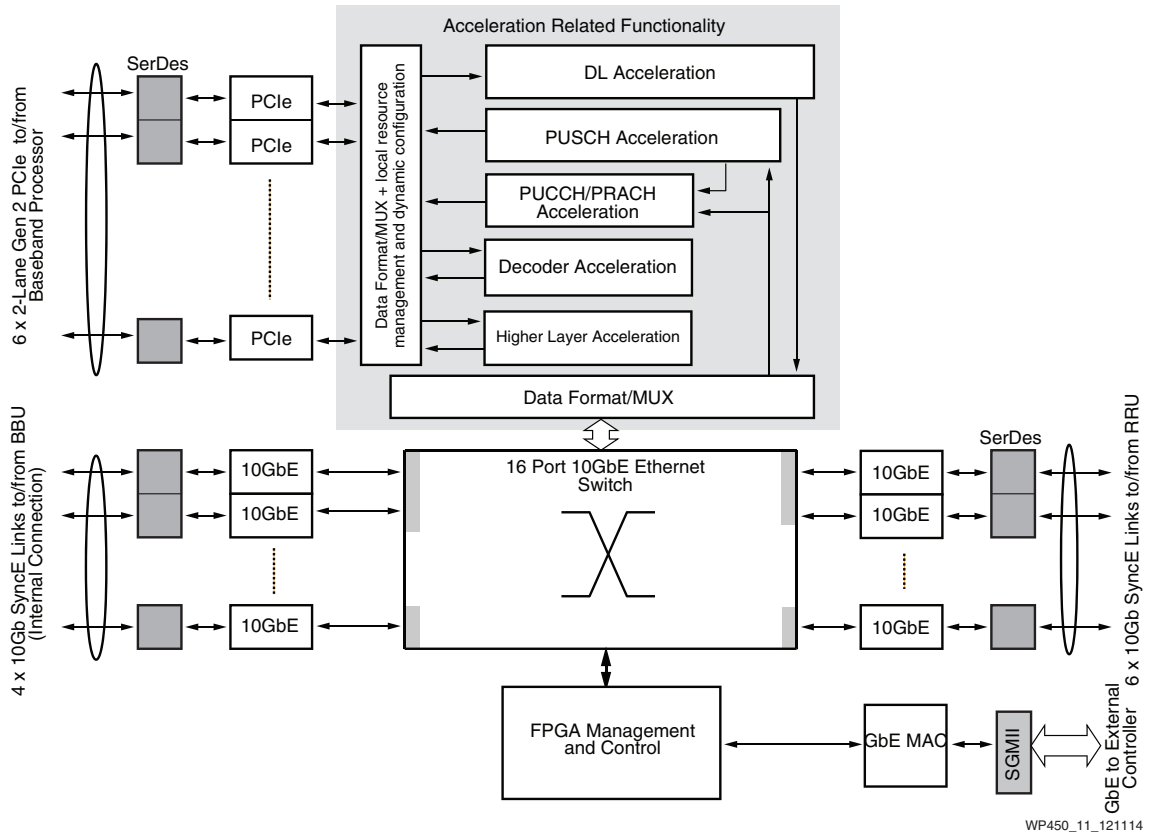 Acceleration Related Functionality
SerDes
PCIe
PCIe
PCIe
6 x 2-Lane Gen 2 PCIe to/from
Baseband Processor
Data Format/MUX + local resource
management and dynamic configuration
DL Acceleration
PUSCH Acceleration
PUCCH/PRACH
Acceleration
Decoder Acceleration
Higher Layer Acceleration
Data Format/MUX
4 x 10Gb SyncE Links to/from BBU
(Internal Connection)
10GbE
10GbE
10GbE
16 Port 10GbE Ethernet
Switch
SerDes
10GbE
10GbE
10GbE
6 x 10Gb SyncE Links to/from RRU
FPGA Management
and Control
GbE MAC
SGMII
GbE to External
Controller
WP450_11_121114